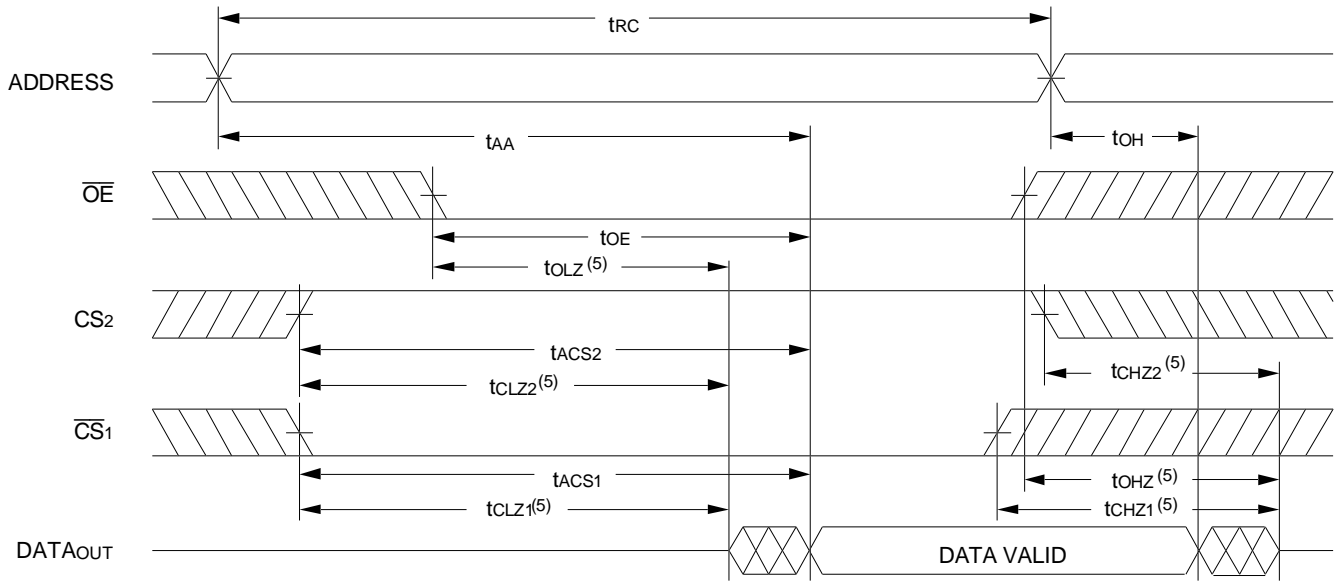 tRC
ADDRESS
tAA
tOH
OE
tOE
tOLZ (5)
CS2
tACS2
tCLZ2(5)
tCHZ2(5)
CS1
tACS1
tOHZ(5)
tCLZ1(5)
tCHZ1(5)
DATAOUT
DATA VALID